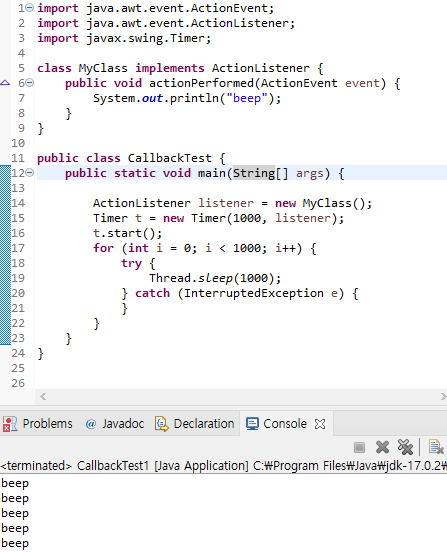 1 import java.awt.event.ActionEvent;
2 import java.awt.event.ActionListener;
3 import javax.swing.Timer;
4
5 class MyClass implements ActionListener {
6     public void actionPerformed(ActionEvent event) {
7         System.out.println("beep");
8     }
9 }
10
11 public class CallbackTest {
12     public static void main(String[] args) {
13
14         ActionListener listener = new MyClass();
15         Timer t = new Timer(1000, listener);
16         t.start();
17         for (int i = 0; i < 1000; i++) {
18             try {
19                 Thread.sleep(1000);
20             } catch (InterruptedException e) {
21             }
22         }
23     }
24 }
25
26
Problems @ Javadoc Declaration Console
<terminated> CallbackTest1 [Java Application] C:₩Program Files₩Java₩jdk-17.0.2₩
beep
beep
beep
beep
beep